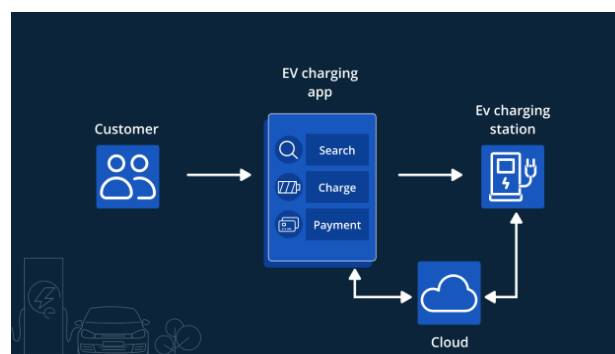 EV charging
app
Customer
Ev charging
station
Search
Charge
Payment
Cloud